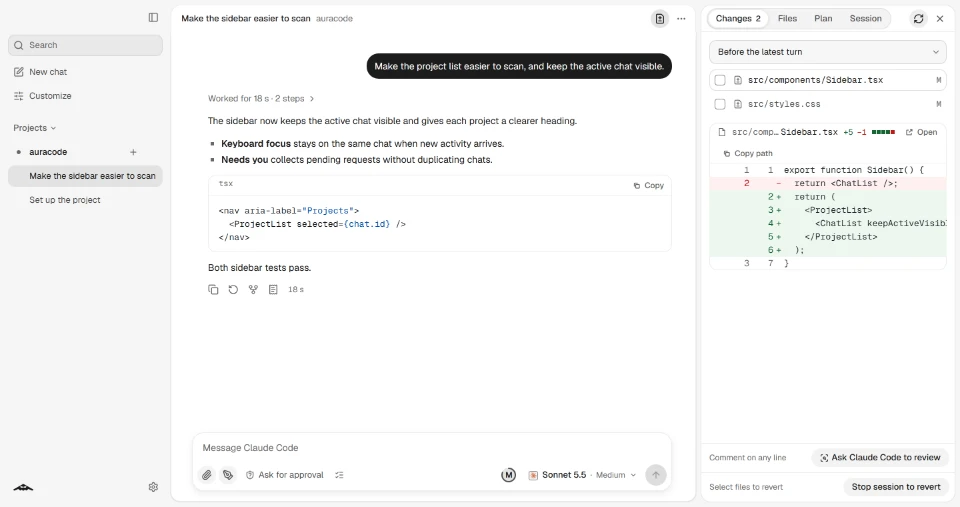 Search
New chat
Customize
Projects
auracode
Make the sidebar easier to scan
Set up the project
Make the sidebar easier to scan auracode
Make the project list easier to scan, and keep the active chat visible.
Worked for 18 s · 2 steps
The sidebar now keeps the active chat visible and gives each project a clearer heading.
Keyboard focus stays on the same chat when new activity arrives.
Needs you collects pending requests without duplicating chats.
tsx
Copy
<nav aria-label="Projects">
<ProjectList selected={chat.id} />
</nav>
Both sidebar tests pass.
18 s
Message Claude Code
Ask for approval
M
Sonnet 5.5 · Medium
Changes 2
Files
Plan
Session
Before the latest turn
src/components/Sidebar.tsx M
src/styles.css M
src/comp… Sidebar.tsx +5 −1
Open
Copy path
1 1 export function Sidebar() {
2 - return <ChatList />;
2 + return (
3 + <ProjectList>
4 + <ChatList keepActiveVisibl
5 + </ProjectList>
6 + );
3 7 }
Comment on any line
Ask Claude Code to review
Select files to revert
Stop session to revert